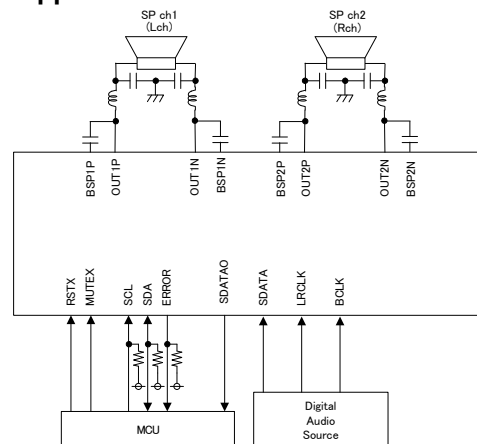 SP ch1
(Lch)
SP ch2
(Rch)
BSP1P
OUT1P
OUT1N
BSP1N
BSP2P
OUT2P
OUT2N
BSP2N
RSTX
MUTEX
SCL
SDA
ERROR
SDATAO
SDATA
LRCLK
BCLK
MCU
Digital
Audio
Source